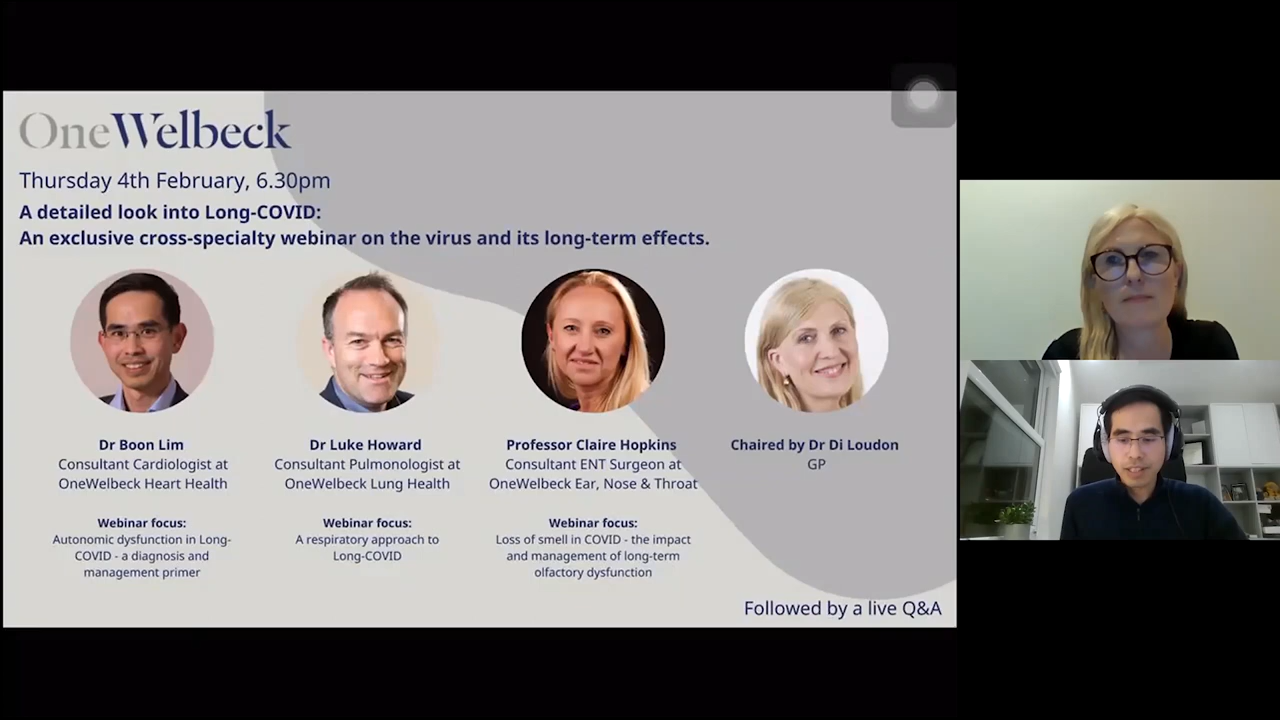 OneWelbeck
Thursday 4th February, 6.30pm
A detailed look into Long-COVID:
An exclusive cross-specialty webinar on the virus and its long-term effects.
Dr Boon Lim
Consultant Cardiologist at
OneWelbeck Heart Health
Webinar focus:
Autonomic dysfunction in Long-
COVID - a diagnosis and
management primer
Dr Luke Howard
Consultant Pulmonologist at
OneWelbeck Lung Health
Webinar focus:
A respiratory approach to
Long-COVID
Professor Claire Hopkins
Consultant ENT Surgeon at
OneWelbeck Ear, Nose & Throat
Webinar focus:
Loss of smell in COVID - the impact
and management of long-term
olfactory dysfunction
Chaired by Dr Di Loudon
GP
Followed by a live Q&A